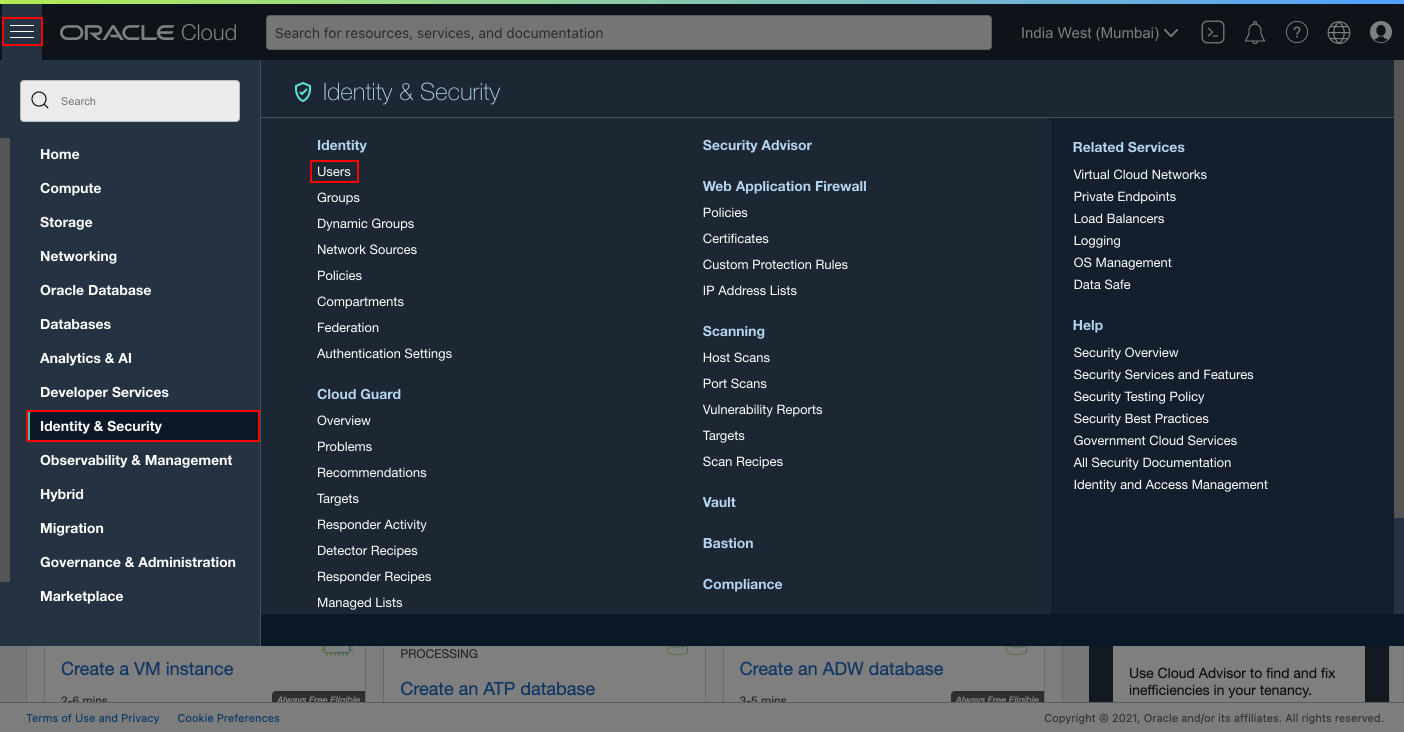 ORACLE Cloud
Search for resources, services, and documentation
India West (Mumbai)
Search
Home
Compute
Storage
Networking
Oracle Database
Databases
Analytics & AI
Developer Services
Identity & Security
Observability & Management
Hybrid
Migration
Governance & Administration
Marketplace
Identity & Security
Identity
Users
Groups
Dynamic Groups
Network Sources
Policies
Compartments
Federation
Authentication Settings
Cloud Guard
Overview
Problems
Recommendations
Targets
Responder Activity
Detector Recipes
Responder Recipes
Managed Lists
Security Advisor
Web Application Firewall
Policies
Certificates
Custom Protection Rules
IP Address Lists
Scanning
Host Scans
Port Scans
Vulnerability Reports
Targets
Scan Recipes
Vault
Bastion
Compliance
Related Services
Virtual Cloud Networks
Private Endpoints
Load Balancers
Logging
OS Management
Data Safe
Help
Security Overview
Security Services and Features
Security Testing Policy
Security Best Practices
Government Cloud Services
All Security Documentation
Identity and Access Management
Create a VM instance
2-6 mins
Always Free Eligible
PROCESSING
Create an ATP database
Create an ADW database
3-5 mins
Always Free Eligible
Use Cloud Advisor to find and fix
inefficiencies in your tenancy.
Terms of Use and Privacy
Cookie Preferences
Copyright © 2021, Oracle and/or its affiliates. All rights reserved.